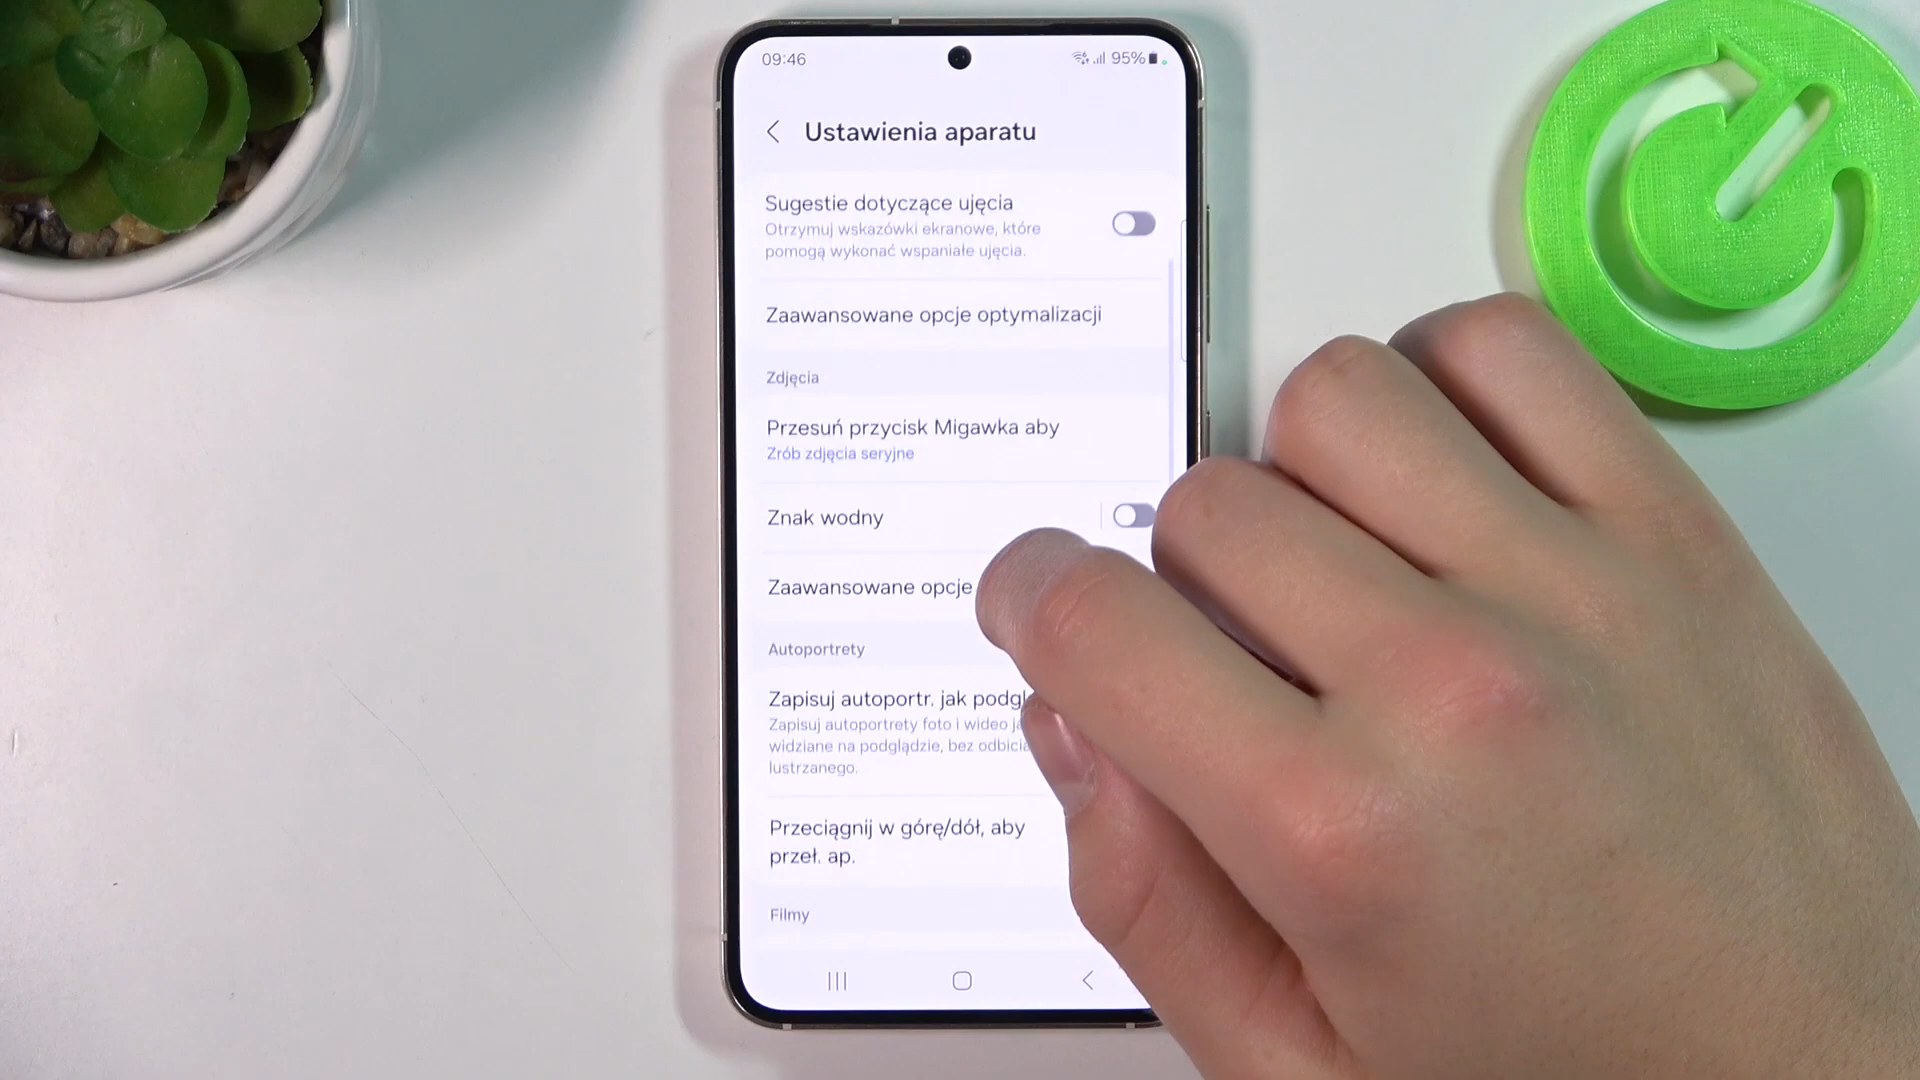 09:46
95%
Ustawienia aparatu
Sugestie dotyczące ujęcia
Otrzymuj wskazówki ekranowe, które
pomogą wykonać wspaniałe ujęcia.
Zaawansowane opcje optymalizacji
Zdjęcia
Przesuń przycisk Migawka aby
Zrób zdjęcia seryjne
Znak wodny
Zaawansowane opcje
Autoportrety
Zapisuj autoportr. jak
Zapisuj autoportrety foto i wideo
widziane na podglądzie, bez
lustrzanego.
Przeciągnij w górę/dół, aby
przeł. ap.
Filmy